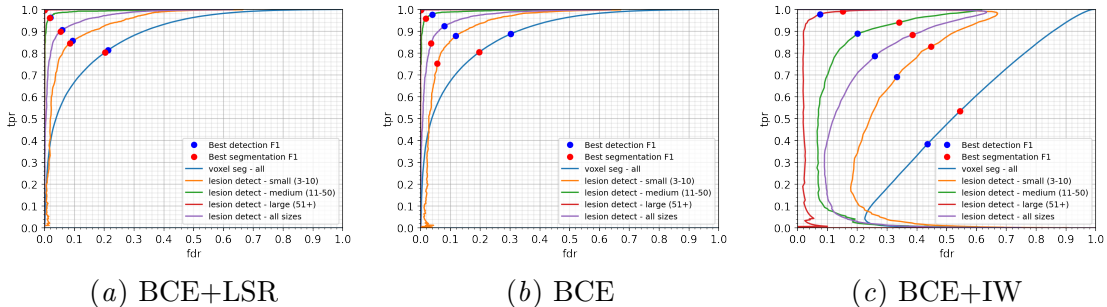 1.0
0.9
0.8
0.7
0.6
0.5
0.4
0.3
0.2
0.1
0.0
tpr
0.0 0.1 0.2 0.3 0.4 0.5 0.6 0.7 0.8 0.9 1.0
fdr
Best detection F1
Best segmentation F1
voxel seg - all
lesion detect - small (3-10)
lesion detect - medium (11-50)
lesion detect - large (51+)
lesion detect - all sizes
(a) BCE+LSR
1.0
0.9
0.8
0.7
0.6
0.5
0.4
0.3
0.2
0.1
0.0
tpr
0.0 0.1 0.2 0.3 0.4 0.5 0.6 0.7 0.8 0.9 1.0
fdr
Best detection F1
Best segmentation F1
voxel seg - all
lesion detect - small (3-10)
lesion detect - medium (11-50)
lesion detect - large (51+)
lesion detect - all sizes
(b) BCE
1.0
0.9
0.8
0.7
0.6
0.5
0.4
0.3
0.2
0.1
0.0
tpr
0.0 0.1 0.2 0.3 0.4 0.5 0.6 0.7 0.8 0.9 1.0
fdr
Best detection F1
Best segmentation F1
voxel seg - all
lesion detect - small (3-10)
lesion detect - medium (11-50)
lesion detect - large (51+)
lesion detect - all sizes
(c) BCE+IW